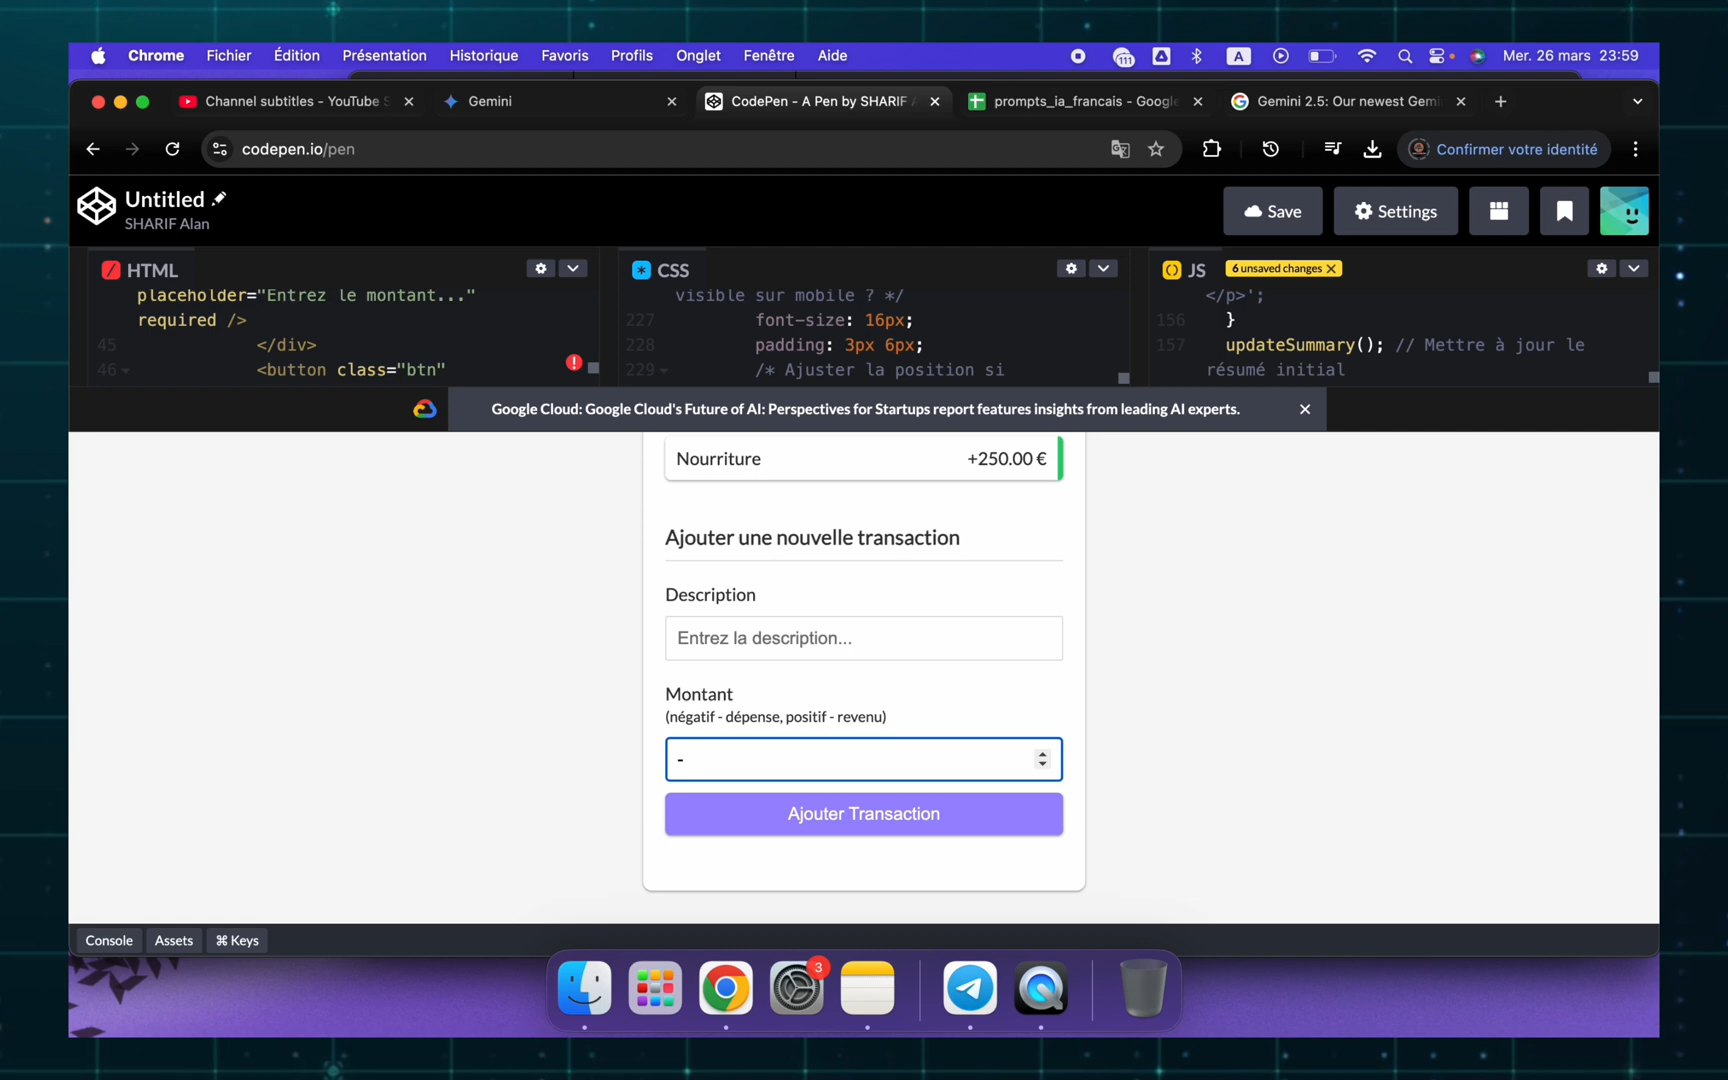 Chrome Fichier Édition Présentation Historique Favoris Profils Onglet Fenêtre Aide 111 A Mer. 26 mars 23:59
Channel subtitles - YouTube Gemini CodePen - A Pen by SHARIF prompts_ia_francais - Google Gemini 2.5: Our newest Gemi
codepen.io/pen Confirmer votre identité
Untitled
SHARIF Alan
Save Settings
HTML
placeholder="Entrez le montant..."
required />
45 </div>
46 <button class="btn"
CSS
visible sur mobile ? */
227 font-size: 16px;
228 padding: 3px 6px;
229 /* Ajuster la position si
JS 6 unsaved changes
</p>';
156 }
157 updateSummary(); // Mettre à jour le
résumé initial
Google Cloud: Google Cloud's Future of AI: Perspectives for Startups report features insights from leading AI experts.
Nourriture +250.00 €
Ajouter une nouvelle transaction
Description
Entrez la description...
Montant
(négatif - dépense, positif - revenu)
-
Ajouter Transaction
Console Assets ⌘ Keys
3